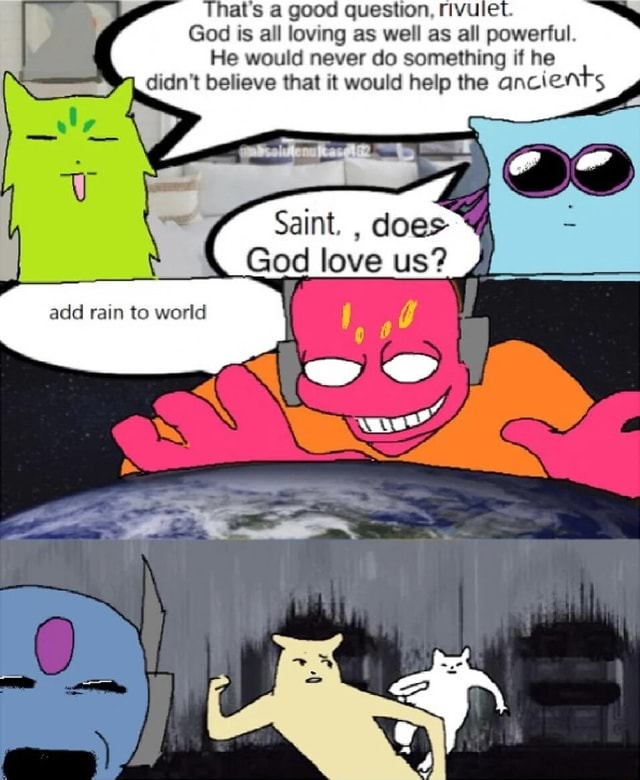 That's a good question, rivulet.
God is all loving as well as all powerful.
He would never do something if he
didn't believe that it would help the ancients
@absolutenutcase182
Saint, , does
God love us?
add rain to world